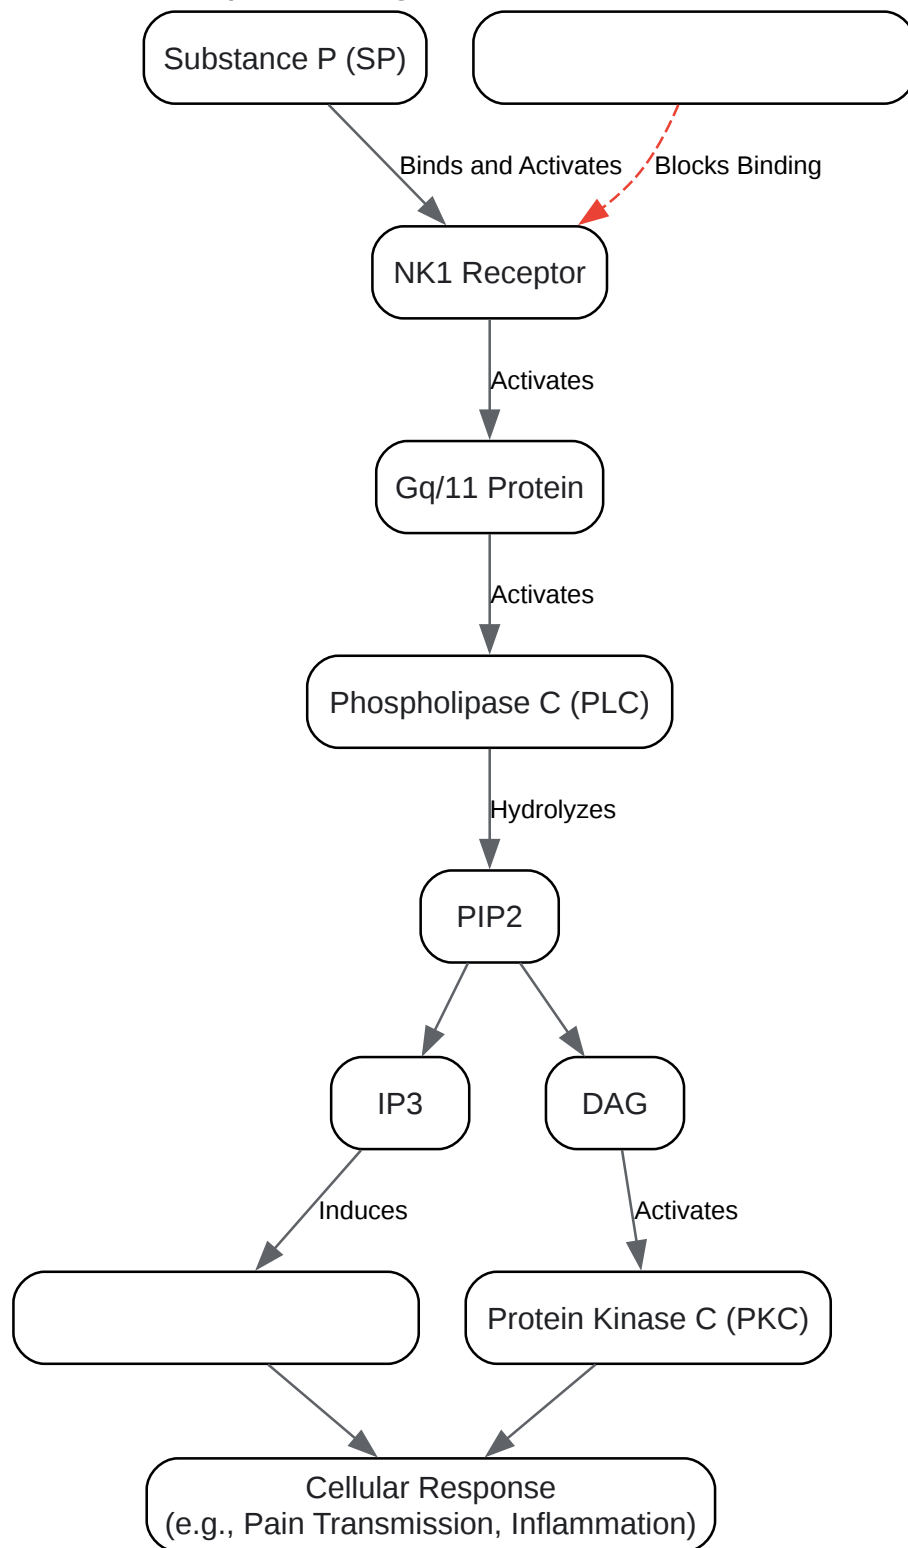 Substance P (SP)
Binds and Activates
Blocks Binding
NK1 Receptor
Activates
Gq/11 Protein
Activates
Phospholipase C (PLC)
Hydrolyzes
PIP2
IP3
DAG
Induces
Activates
Protein Kinase C (PKC)
Cellular Response
(e.g., Pain Transmission, Inflammation)